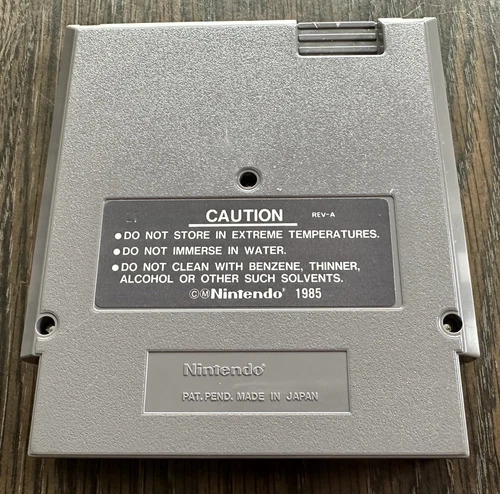 CAUTION REV-A
●DO NOT STORE IN EXTREME TEMPERATURES.
●DO NOT IMMERSE IN WATER.
●DO NOT CLEAN WITH BENZENE, THINNER,
ALCOHOL OR OTHER SUCH SOLVENTS.
©Ⓜ Nintendo® 1985
Nintendo®
PAT. PEND. MADE IN JAPAN